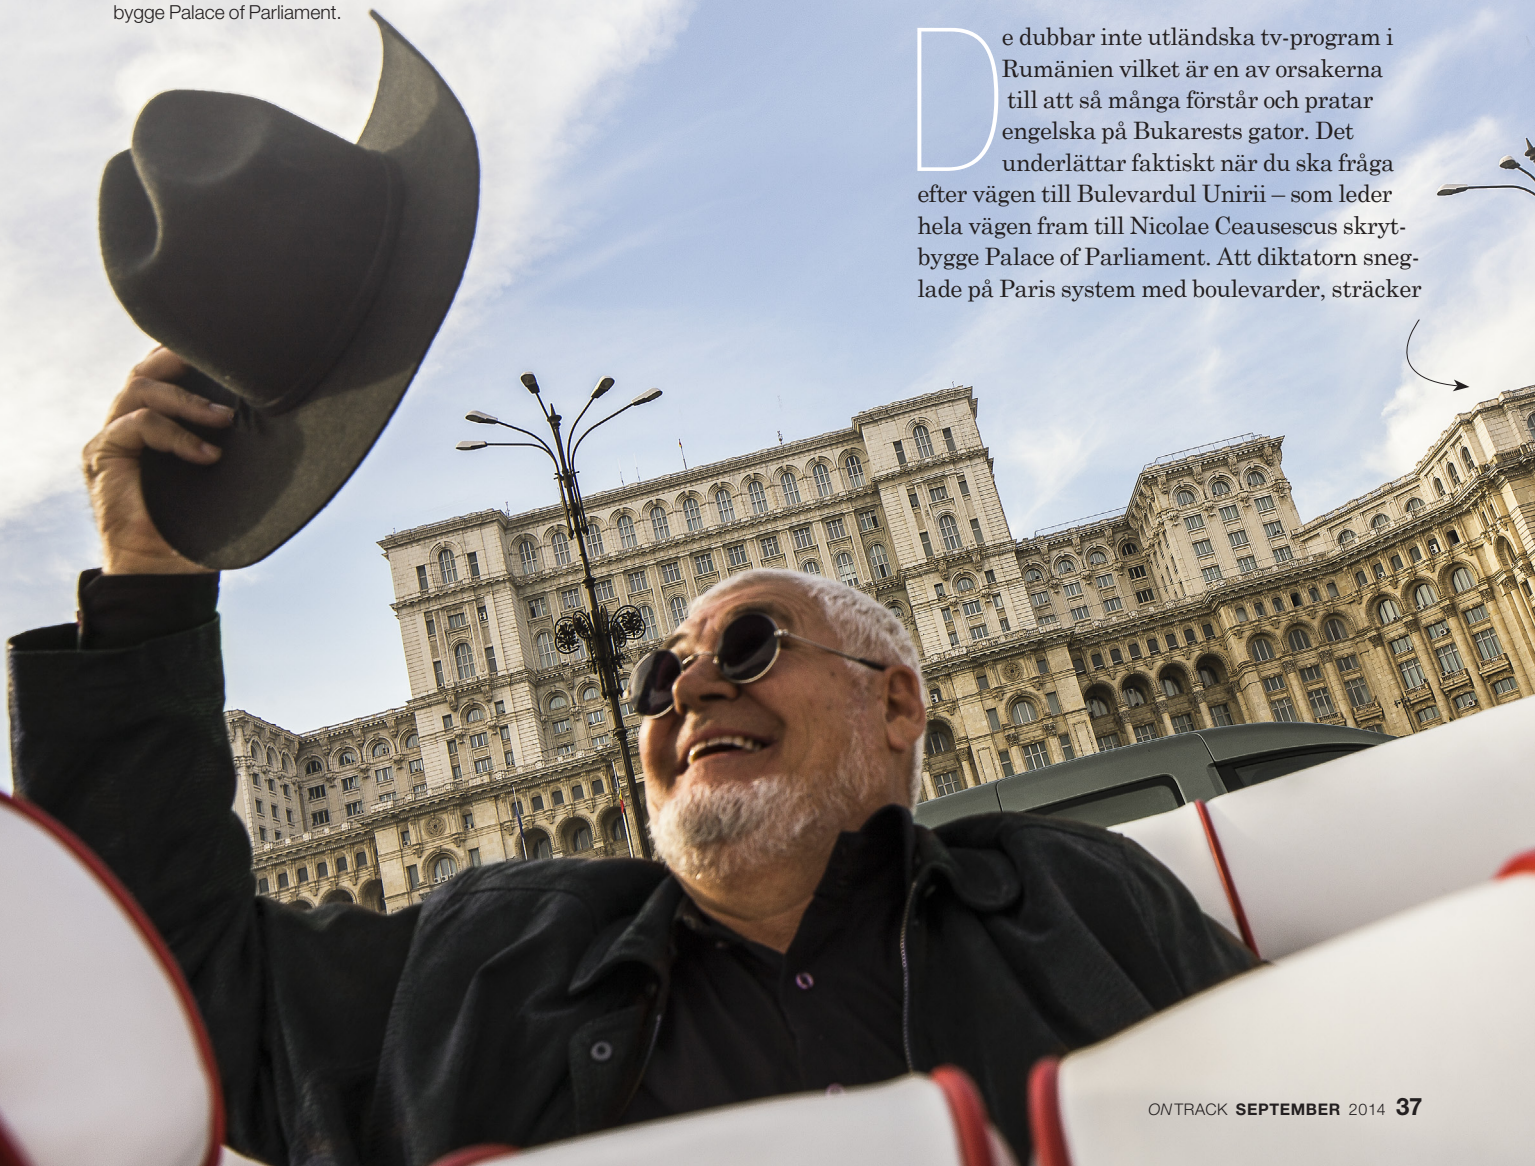 bygge Palace of Parliament.
De dubbar inte utländska tv-program i
Rumänien vilket är en av orsakerna
till att så många förstår och pratar
engelska på Bukarests gator. Det
underlättar faktiskt när du ska fråga
efter vägen till Bulevardul Unirii – som leder
hela vägen fram till Nicolae Ceausescus skryt-
bygge Palace of Parliament. Att diktatorn sneg-
lade på Paris system med boulevarder, sträcker
ONTRACK SEPTEMBER 2014 37